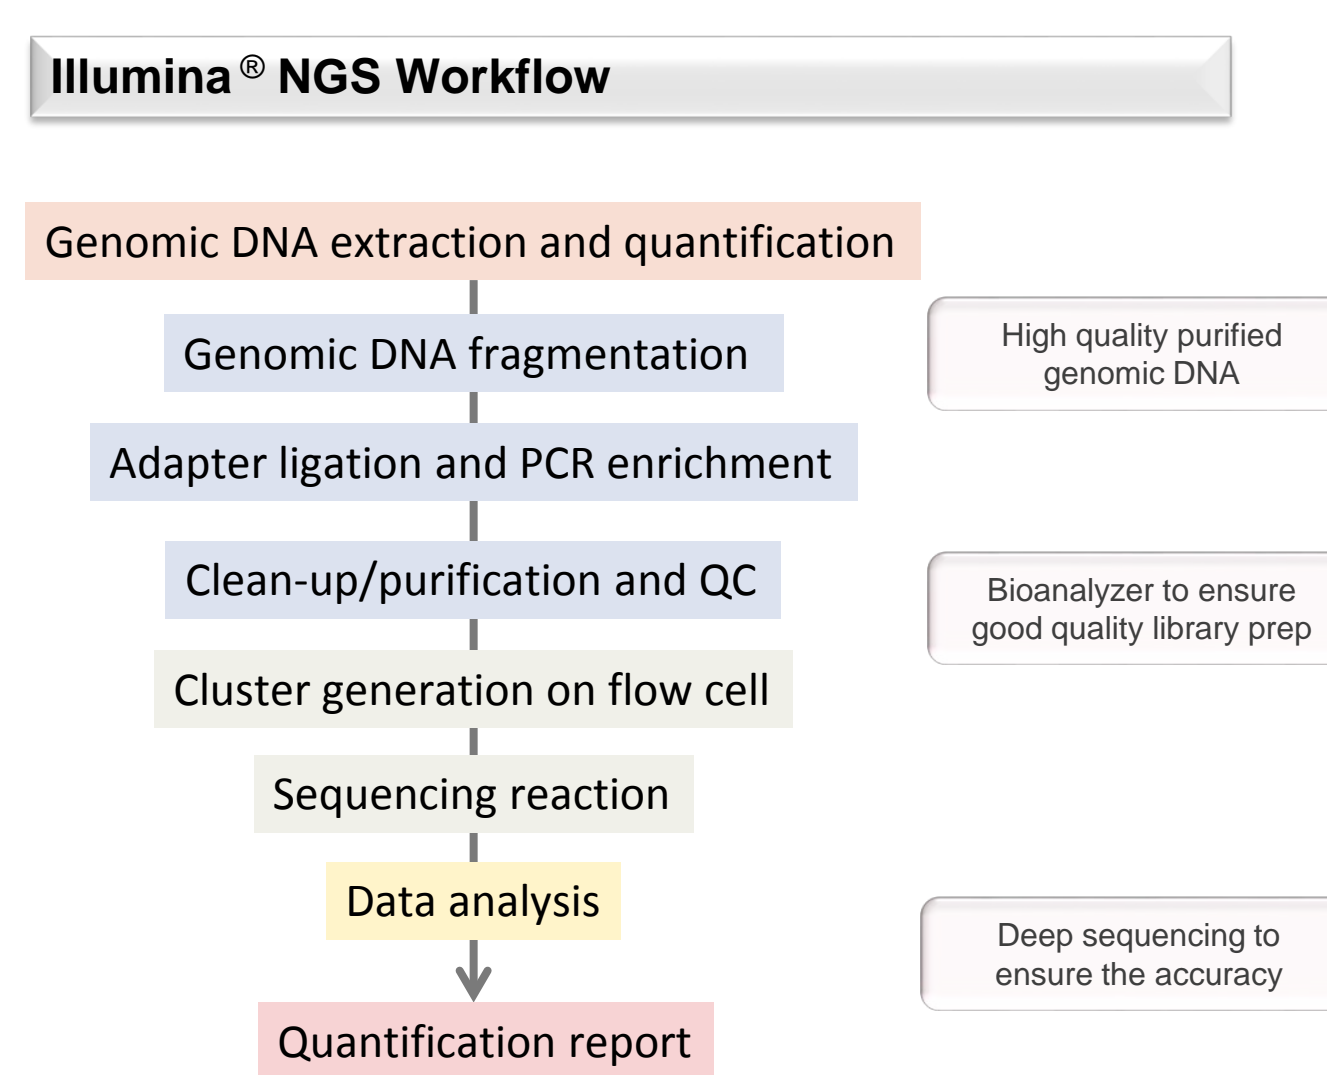 Illumina® NGS Workflow
Genomic DNA extraction and quantification
Genomic DNA fragmentation
High quality purified
genomic DNA
Adapter ligation and PCR enrichment
Clean-up/purification and QC
Bioanalyzer to ensure
good quality library prep
Cluster generation on flow cell
Sequencing reaction
Data analysis
Deep sequencing to
ensure the accuracy
Quantification report